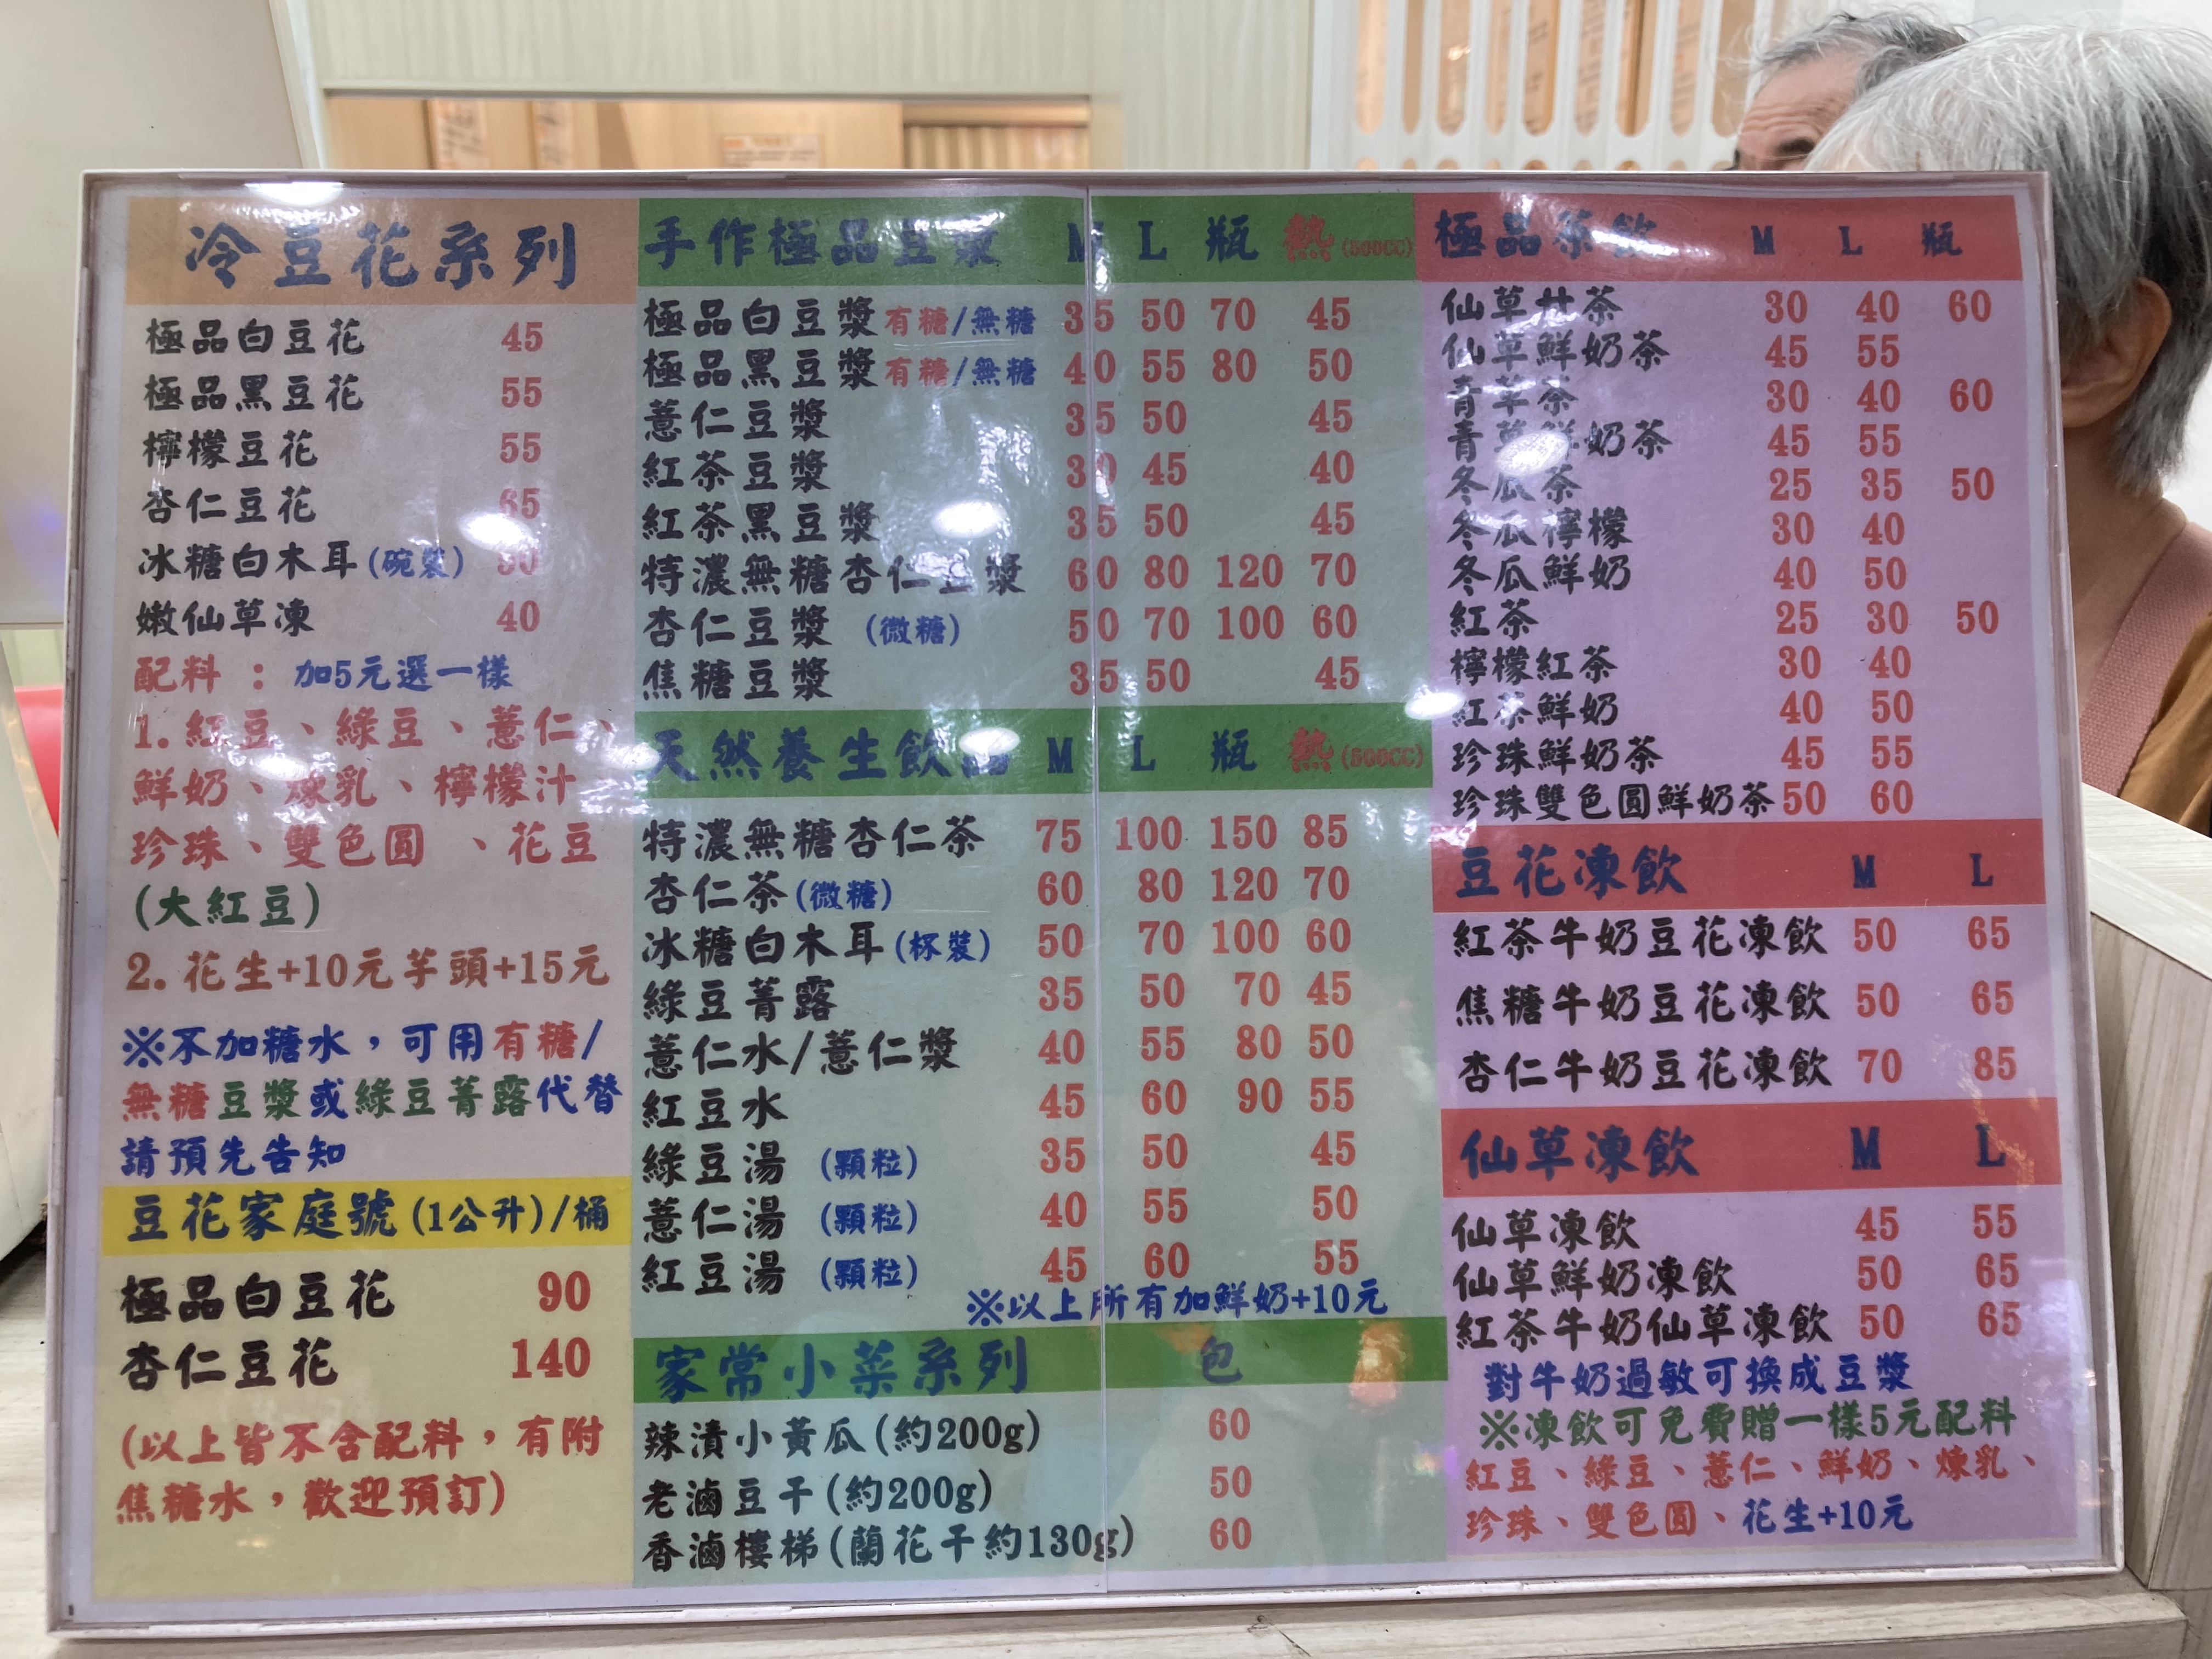 冷豆花系列
極品白豆花 45
極品黑豆花 55
檸檬豆花 55
杏仁豆花 65
冰糖白木耳(碗裝)
嫩仙草凍 40
配料：加5元選一樣
1.紅豆、綠豆、薏仁、
鮮奶、煉乳、檸檬汁
珍珠、雙色圓、花豆
(大紅豆)
2.花生+10元芋頭+15元
※不加糖水，可用有糖/
無糖豆漿或綠豆菁露代替
請預先告知
豆花家庭號(1公升)/桶
極品白豆花 90
杏仁豆花 140
(以上皆不含配料，有附
焦糖水，歡迎預訂)
手作極品豆漿 M L 瓶 熱(500CC)
極品白豆漿有糖/無糖 35 50 70 45
極品黑豆漿有糖/無糖 40 55 80 50
薏仁豆漿 35 50 45
紅茶豆漿 30 45 40
紅茶黑豆漿 35 50 45
特濃無糖杏仁豆漿 60 80 120 70
杏仁豆漿 (微糖) 50 70 100 60
焦糖豆漿 35 50 45
天然養生飲品 M L 瓶 熱(500CC)
特濃無糖杏仁茶 75 100 150 85
杏仁茶(微糖) 60 80 120 70
冰糖白木耳(杯裝) 50 70 100 60
綠豆菁露 35 50 70 45
薏仁水/薏仁漿 40 55 80 50
紅豆水 45 60 90 55
綠豆湯 (顆粒) 35 50 45
薏仁湯 (顆粒) 40 55 50
紅豆湯 (顆粒) 45 60 55
※以上所有加鮮奶+10元
家常小菜系列 包
辣漬小黃瓜(約200g) 60
老滷豆干(約200g) 50
香滷樓梯(蘭花干約130g) 60
極品茶飲 M L 瓶
仙草甘茶 30 40 60
仙草鮮奶茶 45 55
青草茶 30 40 60
青草鮮奶茶 45 55
冬瓜茶 25 35 50
冬瓜檸檬 30 40
冬瓜鮮奶 40 50
紅茶 25 30 50
檸檬紅茶 30 40
紅茶鮮奶 40 50
珍珠鮮奶茶 45 55
珍珠雙色圓鮮奶茶 50 60
豆花凍飲 M L
紅茶牛奶豆花凍飲 50 65
焦糖牛奶豆花凍飲 50 65
杏仁牛奶豆花凍飲 70 85
仙草凍飲 M L
仙草凍飲 45 55
仙草鮮奶凍飲 50 65
紅茶牛奶仙草凍飲 50 65
對牛奶過敏可換成豆漿
※凍飲可免費贈一樣5元配料
紅豆、綠豆、薏仁、鮮奶、煉乳、
珍珠、雙色圓、花生+10元